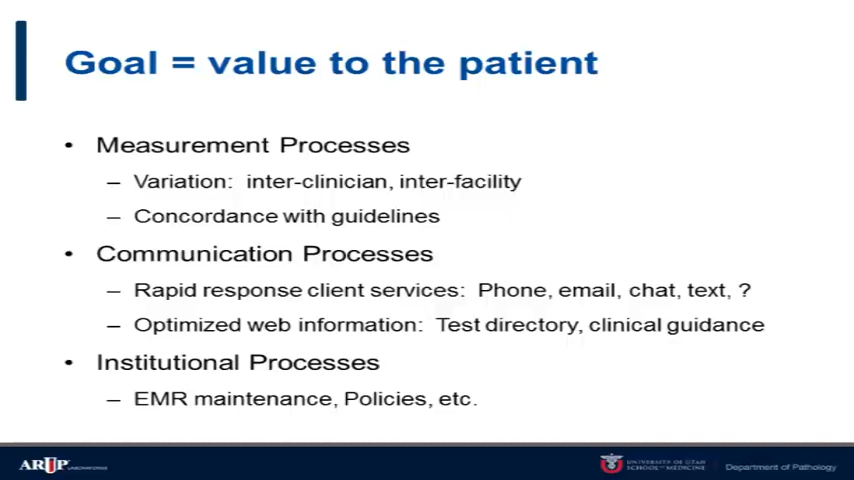 Goal = value to the patient
• Measurement Processes
– Variation: inter-clinician, inter-facility
– Concordance with guidelines
• Communication Processes
– Rapid response client services: Phone, email, chat, text, ?
– Optimized web information: Test directory, clinical guidance
• Institutional Processes
– EMR maintenance, Policies, etc.
ARUP LABORATORIES
UNIVERSITY OF UTAH
SCHOOL OF MEDICINE
Department of Pathology